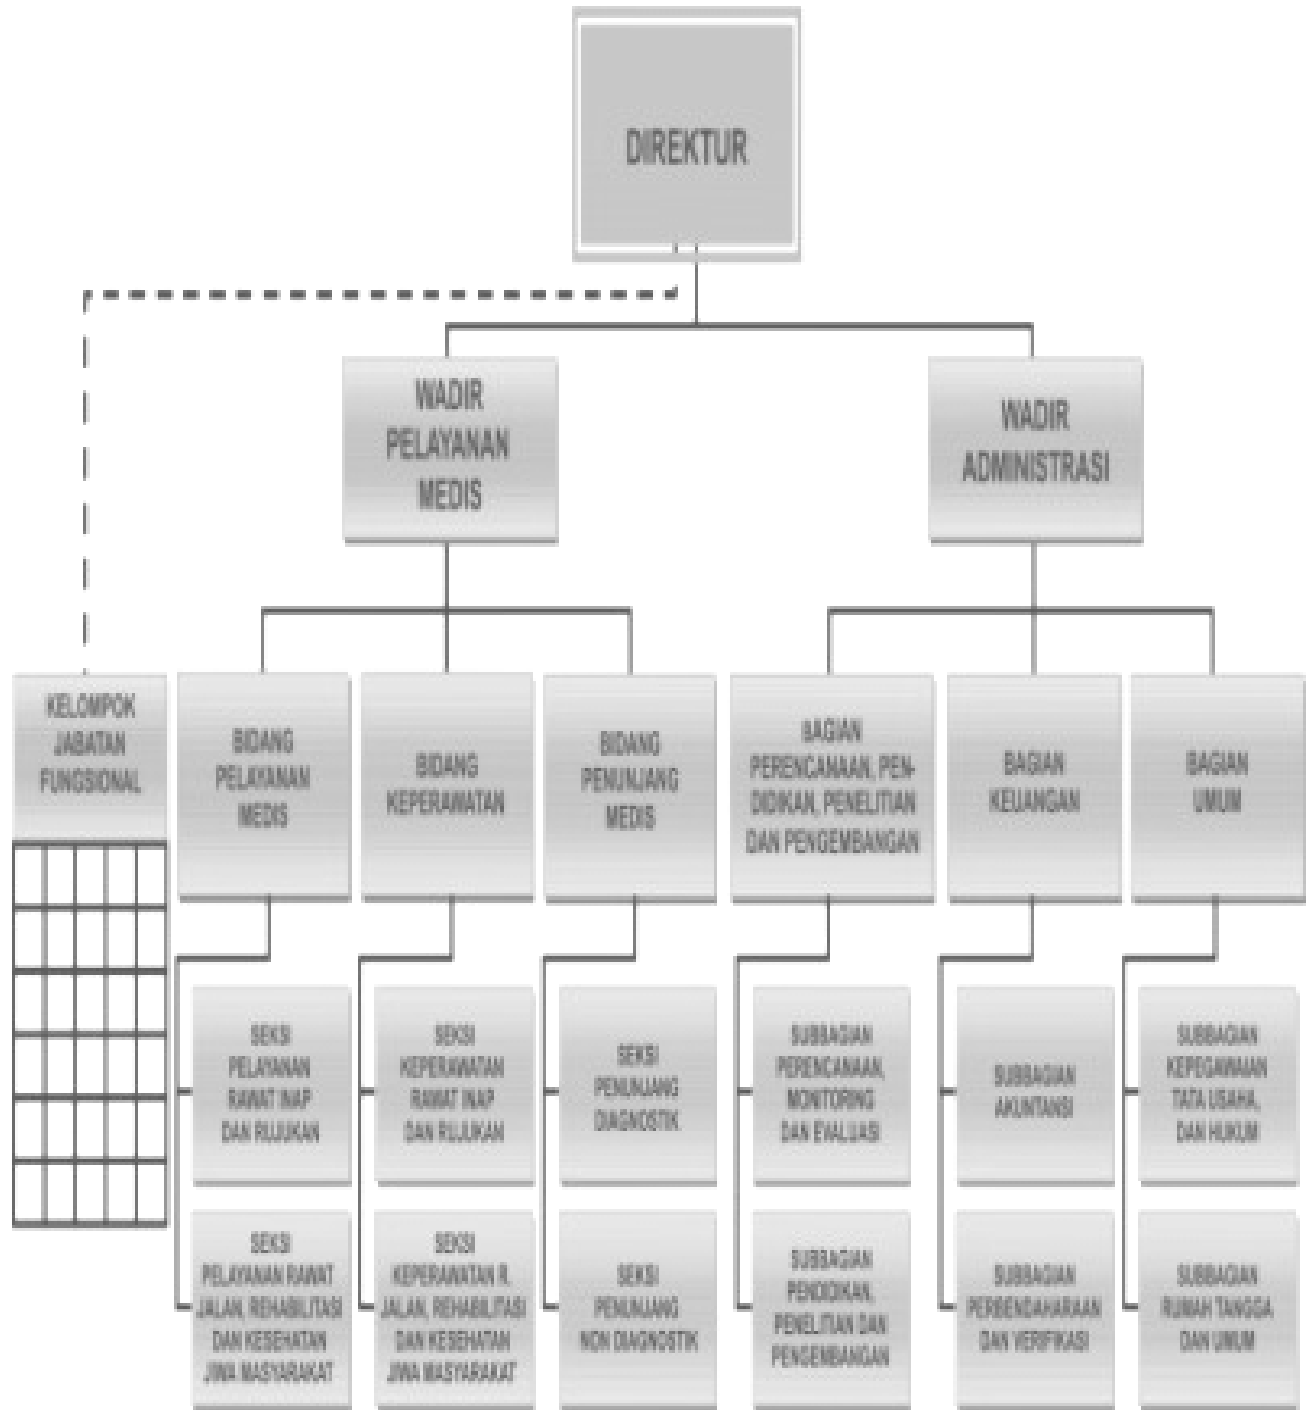 DIREKTUR
WADIR
PELAYANAN
MEDIS
WADIR
ADMINISTRASI
KELOMPOK
JABATAN
FUNGSIONAL
BIDANG
PELAYANAN
MEDIS
BIDANG
KEPERAWATAN
BIDANG
PENUNJANG
MEDIS
BAGIAN
PERENCANAAN, PEN-
DIDIKAN, PENELITIAN
DAN PENGEMBANGAN
BAGIAN
KEUANGAN
BAGIAN
UMUM
SEKSI
PELAYANAN
RAWAT INAP
DAN RUJUKAN
SEKSI
KEPERAWATAN
RAWAT INAP
DAN RUJUKAN
SEKSI
PENUNJANG
DIAGNOSTIK
SUBBAGIAN
PERENCANAAN,
MONITORING
DAN EVALUASI
SUBBAGIAN
AKUNTANSI
SUBBAGIAN
KEPEGAWAIAN
TATA USAHA,
DAN HUKUM
SEKSI
PELAYANAN RAWAT
JALAN, REHABILITASI
DAN KESEHATAN
JIWA MASYARAKAT
SEKSI
KEPERAWATAN R.
JALAN, REHABILITASI
DAN KESEHATAN
JIWA MASYARAKAT
SEKSI
PENUNJANG
NON DIAGNOSTIK
SUBBAGIAN
PENDIDIKAN,
PENELITIAN DAN
PENGEMBANGAN
SUBBAGIAN
PERBENDAHARAAN
DAN VERIFIKASI
SUBBAGIAN
RUMAH TANGGA
DAN UMUM